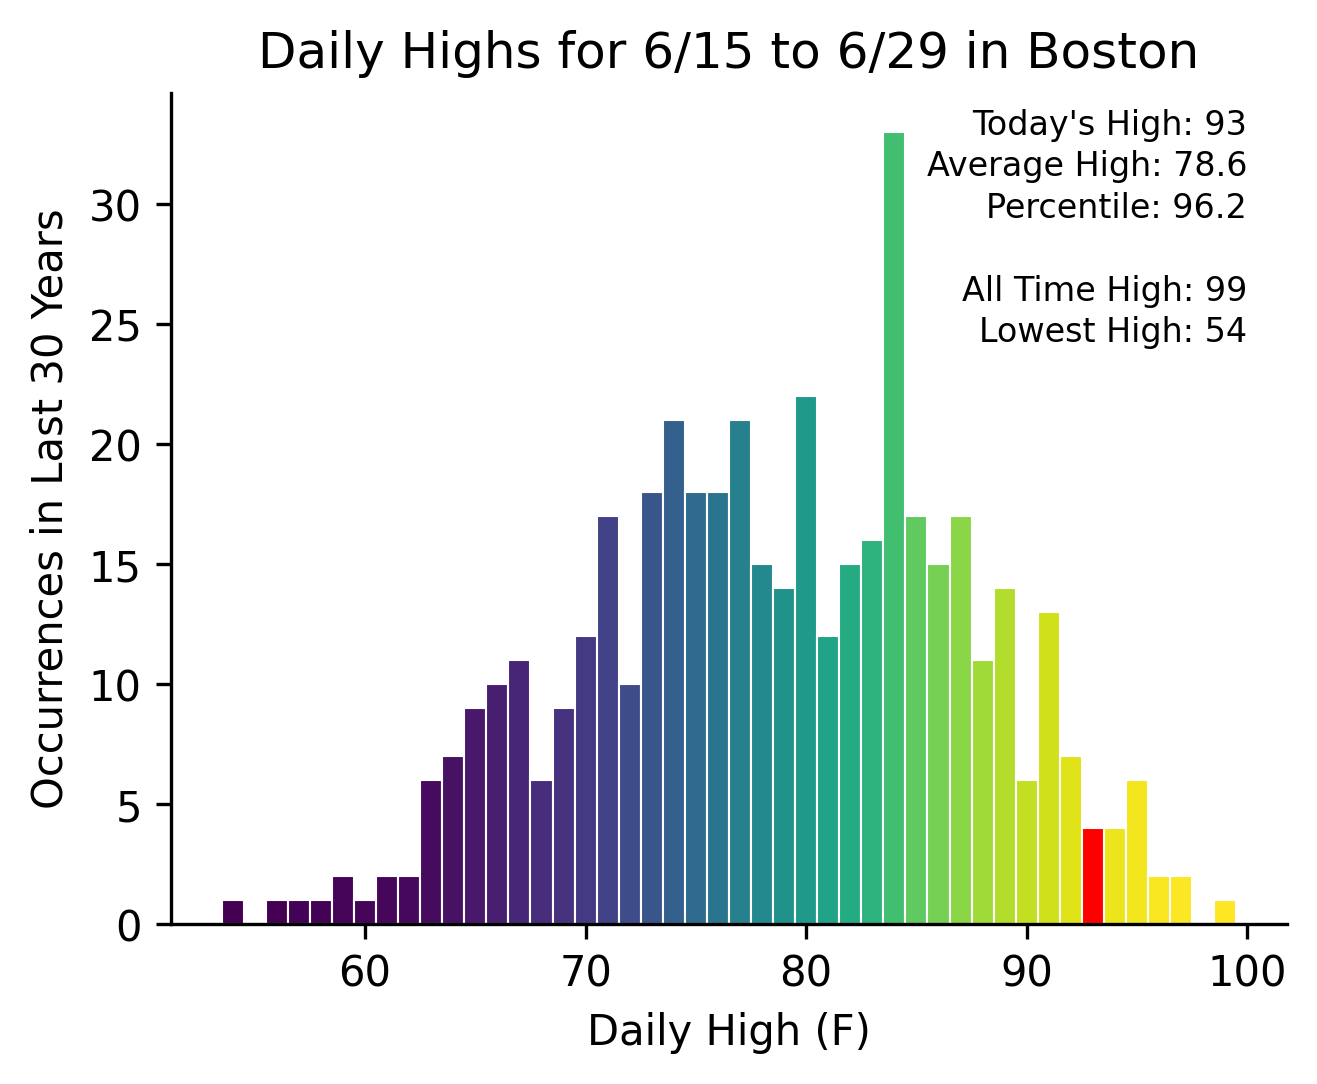 Daily Highs for 6/15 to 6/29 in Boston
Today's High: 93
Average High: 78.6
Percentile: 96.2
All Time High: 99
Lowest High: 54
Occurrences in Last 30 Years
30
25
20
15
10
5
0
60 70 80 90 100
Daily High (F)